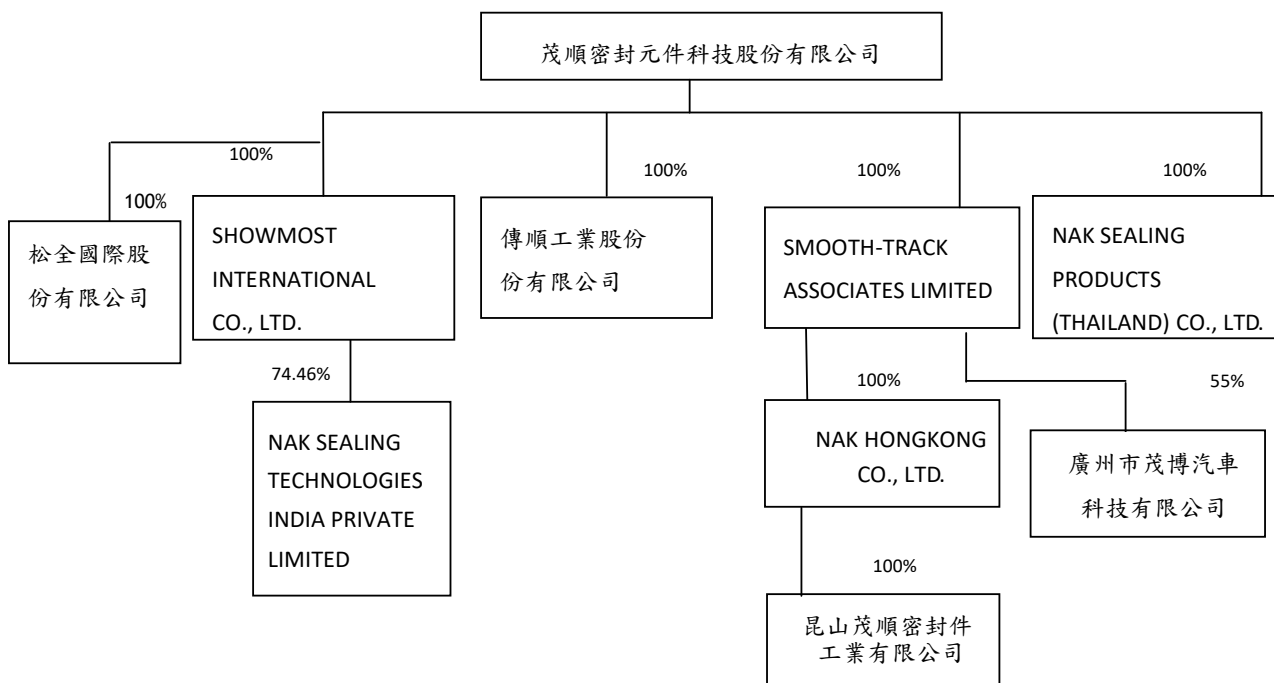 茂順密封元件科技股份有限公司
100%
100%
100%
100%
100%
松全國際股
份有限公司
SHOWMOST
INTERNATIONAL
CO., LTD.
傳順工業股份
份有限公司
SMOOTH-TRACK
ASSOCIATES LIMITED
NAK SEALING
PRODUCTS
(THAILAND) CO., LTD.
74.46%
100%
55%
NAK SEALING
TECHNOLOGIES
INDIA PRIVATE
LIMITED
NAK HONGKONG
CO., LTD.
廣州市茂博汽車
科技有限公司
100%
昆山茂順密封件
工業有限公司